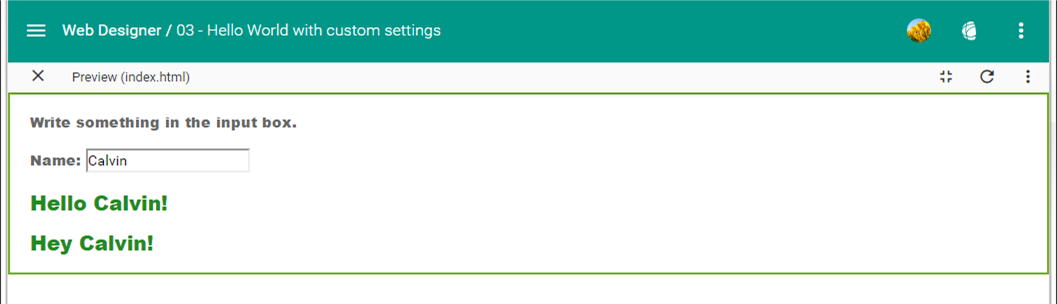 Web Designer / 03 - Hello World with custom settings
Preview (index.html)
Write something in the input box.
Name: Calvin
Hello Calvin!
Hey Calvin!